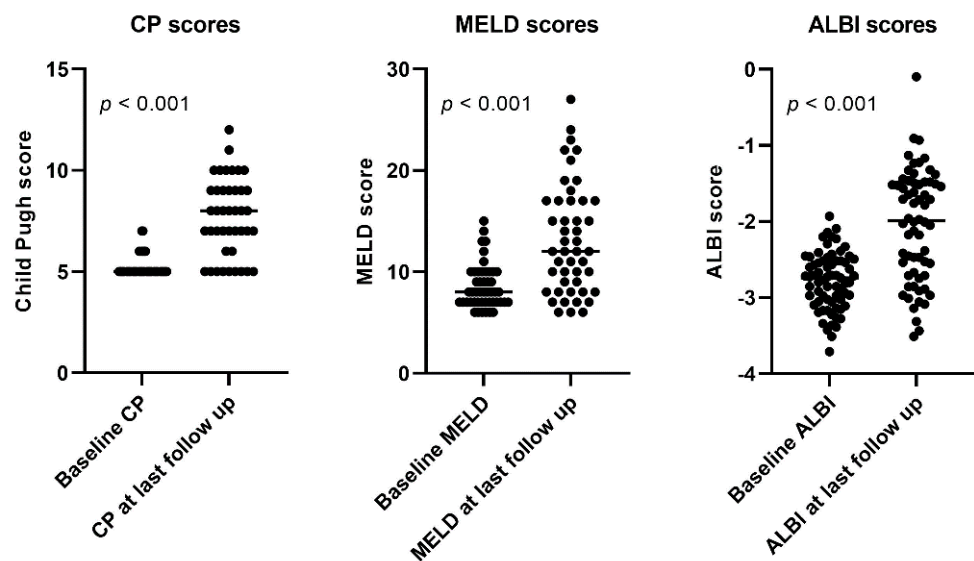 CP scores
15
10
5
0
Child Pugh score
p < 0.001
Baseline CP
CP at last follow up
MELD scores
30
20
10
0
MELD score
p < 0.001
Baseline MELD
MELD at last follow up
ALBI scores
0
-1
-2
-3
-4
ALBI score
p < 0.001
Baseline ALBI
ALBI at last follow up